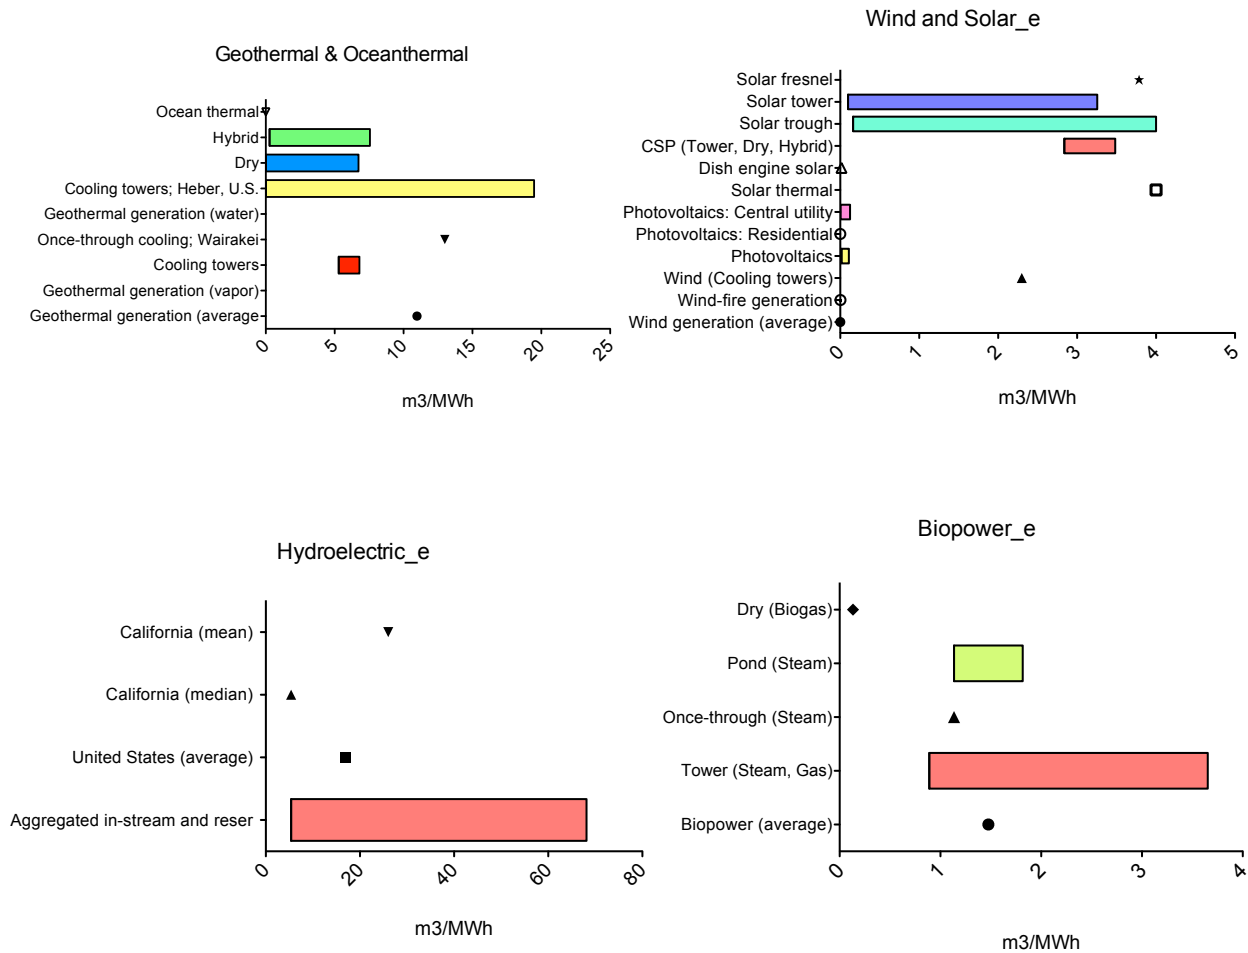 Geothermal & Oceanthermal
Ocean thermal
Hybrid
Dry
Cooling towers; Heber, U.S.
Geothermal generation (water)
Once-through cooling; Wairakei
Cooling towers
Geothermal generation (vapor)
Geothermal generation (average
0 5 10 15 20 25
m3/MWh
Wind and Solar_e
Solar fresnel
Solar tower
Solar trough
CSP (Tower, Dry, Hybrid)
Dish engine solar
Solar thermal
Photovoltaics: Central utility
Photovoltaics: Residential
Photovoltaics
Wind (Cooling towers)
Wind-fire generation
Wind generation (average)
0 1 2 3 4 5
m3/MWh
Hydroelectric_e
California (mean)
California (median)
United States (average)
Aggregated in-stream and reser
0 20 40 60 80
m3/MWh
Biopower_e
Dry (Biogas)
Pond (Steam)
Once-through (Steam)
Tower (Steam, Gas)
Biopower (average)
0 1 2 3 4
m3/MWh